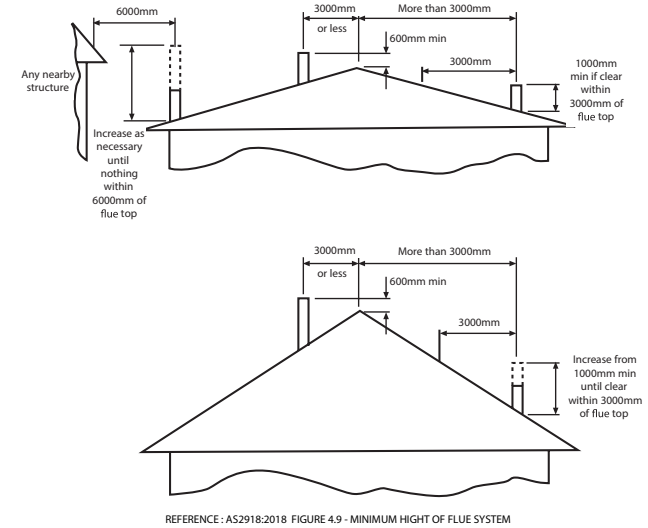 6000mm
3000mm
or less
More than 3000mm
600mm min
3000mm
1000mm
min if clear
within
3000mm of
flue top
Any nearby
structure
Increase as
necessary
until
nothing
within
6000mm of
flue top
3000mm
or less
More than 3000mm
600mm min
3000mm
Increase from
1000mm min
until clear
within 3000mm
of flue top
REFERENCE : AS2918:2018 FIGURE 4.9 - MINIMUM HIGHT OF FLUE SYSTEM